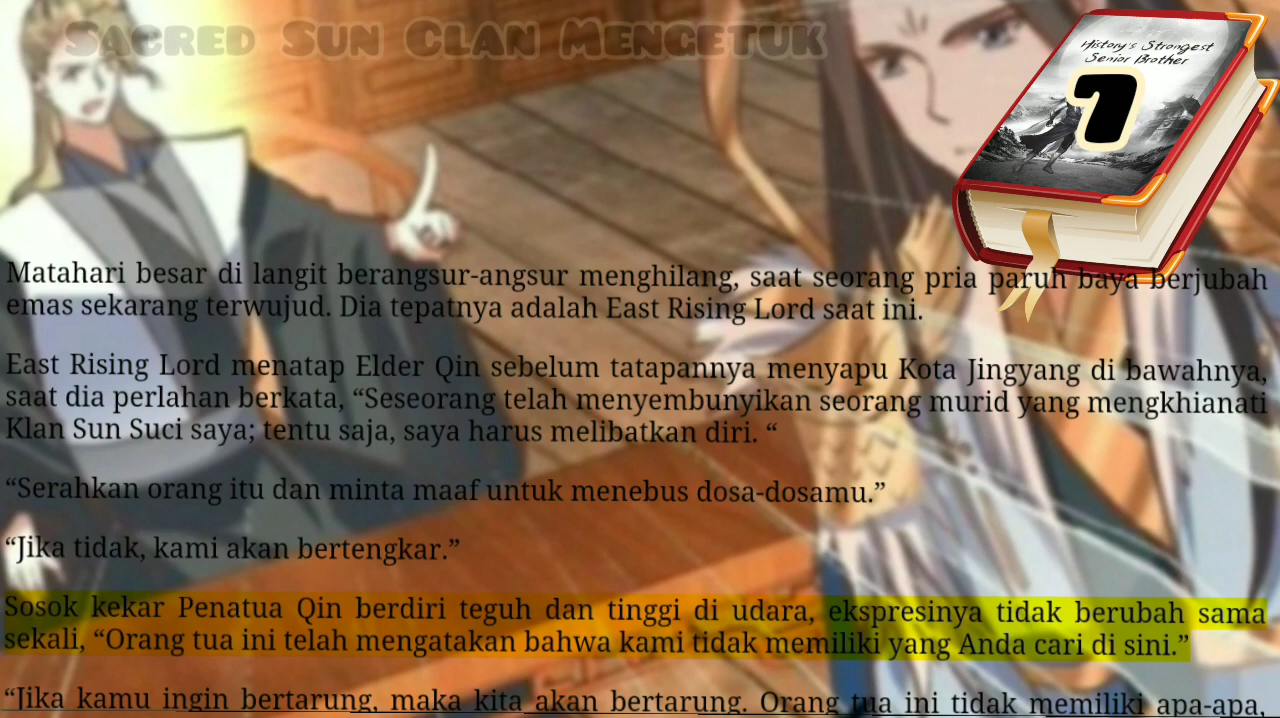 Sacred Sun Clan Mengetuk
History's Strongest
Senior Brother
7
Matahari besar di langit berangsur-angsur menghilang, saat seorang pria paruh baya berjubah
emas sekarang terwujud. Dia tepatnya adalah East Rising Lord saat ini.
East Rising Lord menatap Elder Qin sebelum tatapannya menyapu Kota Jingyang di bawahnya,
saat dia perlahan berkata, “Seseorang telah menyembunyikan seorang murid yang mengkhianati
Klan Sun Suci saya; tentu saja, saya harus melibatkan diri. “
“Serahkan orang itu dan minta maaf untuk menebus dosa-dosamu.”
“Jika tidak, kami akan bertengkar.”
Sosok kekar Penatua Qin berdiri teguh dan tinggi di udara, ekspresinya tidak berubah sama
sekali, “Orang tua ini telah mengatakan bahwa kami tidak memiliki yang Anda cari di sini.”
“Jika kamu ingin bertarung, maka kita akan bertarung. Orang tua ini tidak memiliki apa-apa,